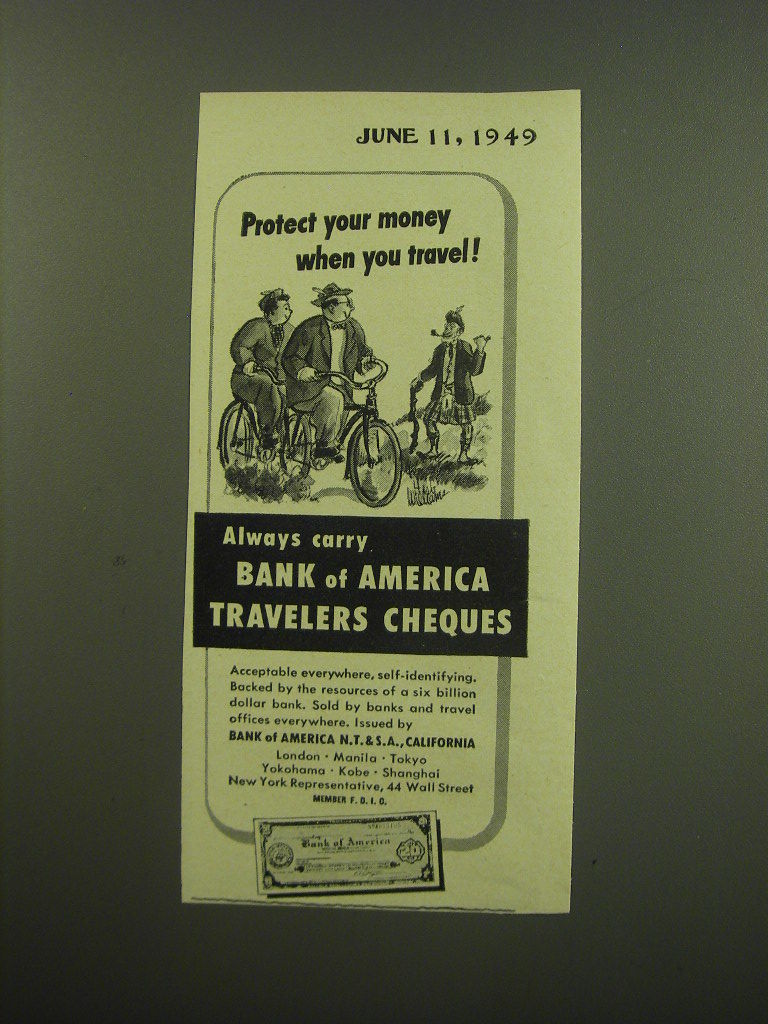 JUNE 11, 1949
Protect your money
when you travel!
Williams
Always carry
BANK of AMERICA
TRAVELERS CHEQUES
Acceptable everywhere, self-identifying.
Backed by the resources of a six billion
dollar bank. Sold by banks and travel
offices everywhere. Issued by
BANK of AMERICA N.T. & S.A., CALIFORNIA
London · Manila · Tokyo
Yokohama · Kobe · Shanghai
New York Representative, 44 Wall Street
MEMBER F. D. I. C.
Bank of America